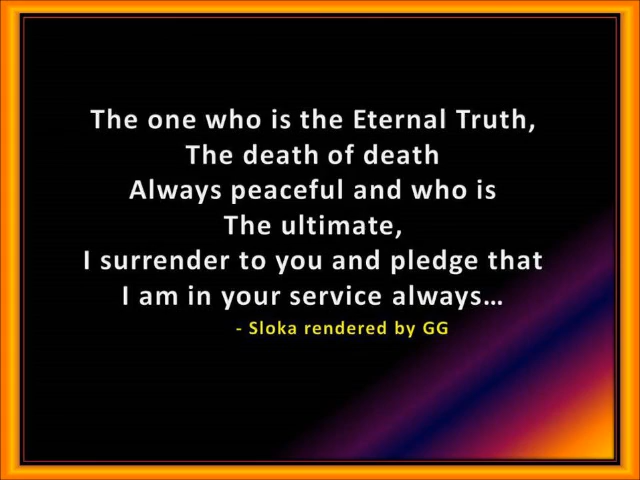 The one who is the Eternal Truth,
The death of death
Always peaceful and who is
The ultimate,
I surrender to you and pledge that
I am in your service always…
- Sloka rendered by GG